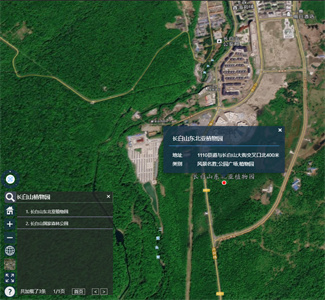 长白山东北亚植物园
地址 1110街道与长白山大街交叉口北400米
类别 风景名胜;公园广场;植物园
长白山东北亚植物园
长白山植物园
1. 长白山东北亚植物园
2. 长白山国家森林公园
共加载了2条 1/1页 首页 < >